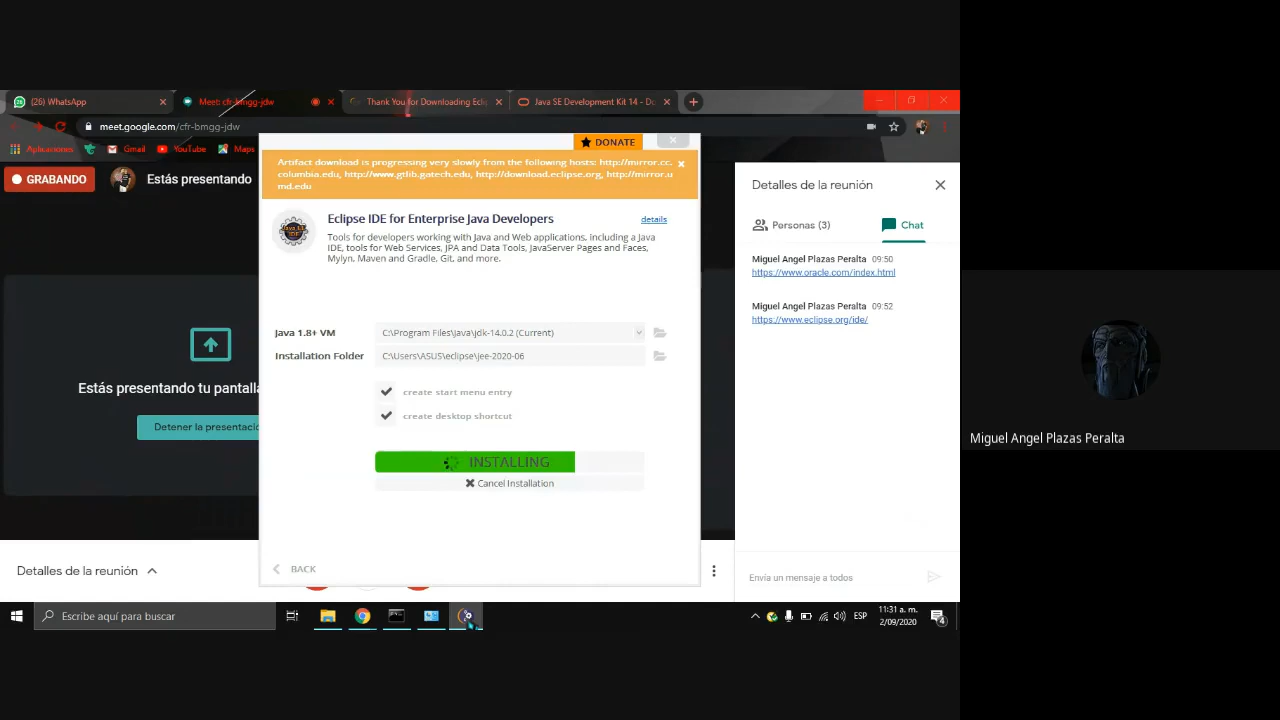 (26) WhatsApp
Meet: cfr-bmgg-jdw
Thank You for Downloading Ecli
Java SE Development Kit 14 - Do
meet.google.com/cfr-bmgg-jdw
Aplicaciones
Gmail
YouTube
Maps
DONATE
Artifact download is progressing very slowly from the following hosts: http://mirror.cc.
columbia.edu, http://www.gtlib.gatech.edu, http://download.eclipse.org, http://mirror.u
md.edu
GRABANDO
Estás presentando
Detalles de la reunión
Personas (3)
Chat
Java EE
IDE
Eclipse IDE for Enterprise Java Developers
details
Tools for developers working with Java and Web applications, including a Java
IDE, tools for Web Services, JPA and Data Tools, JavaServer Pages and Faces,
Mylyn, Maven and Gradle, Git, and more.
Miguel Angel Plazas Peralta 09:50
https://www.oracle.com/index.html
Miguel Angel Plazas Peralta 09:52
https://www.eclipse.org/ide/
Java 1.8+ VM
C:\Program Files\Java\jdk-14.0.2 (Current)
Installation Folder
C:\Users\ASUS\eclipse\jee-2020-06
create start menu entry
create desktop shortcut
Estás presentando tu pantalla
Detener la presentació
INSTALLING
Cancel Installation
Miguel Angel Plazas Peralta
BACK
Detalles de la reunión
Envía un mensaje a todos
Escribe aquí para buscar
ESP
11:31 a. m.
2/09/2020
4